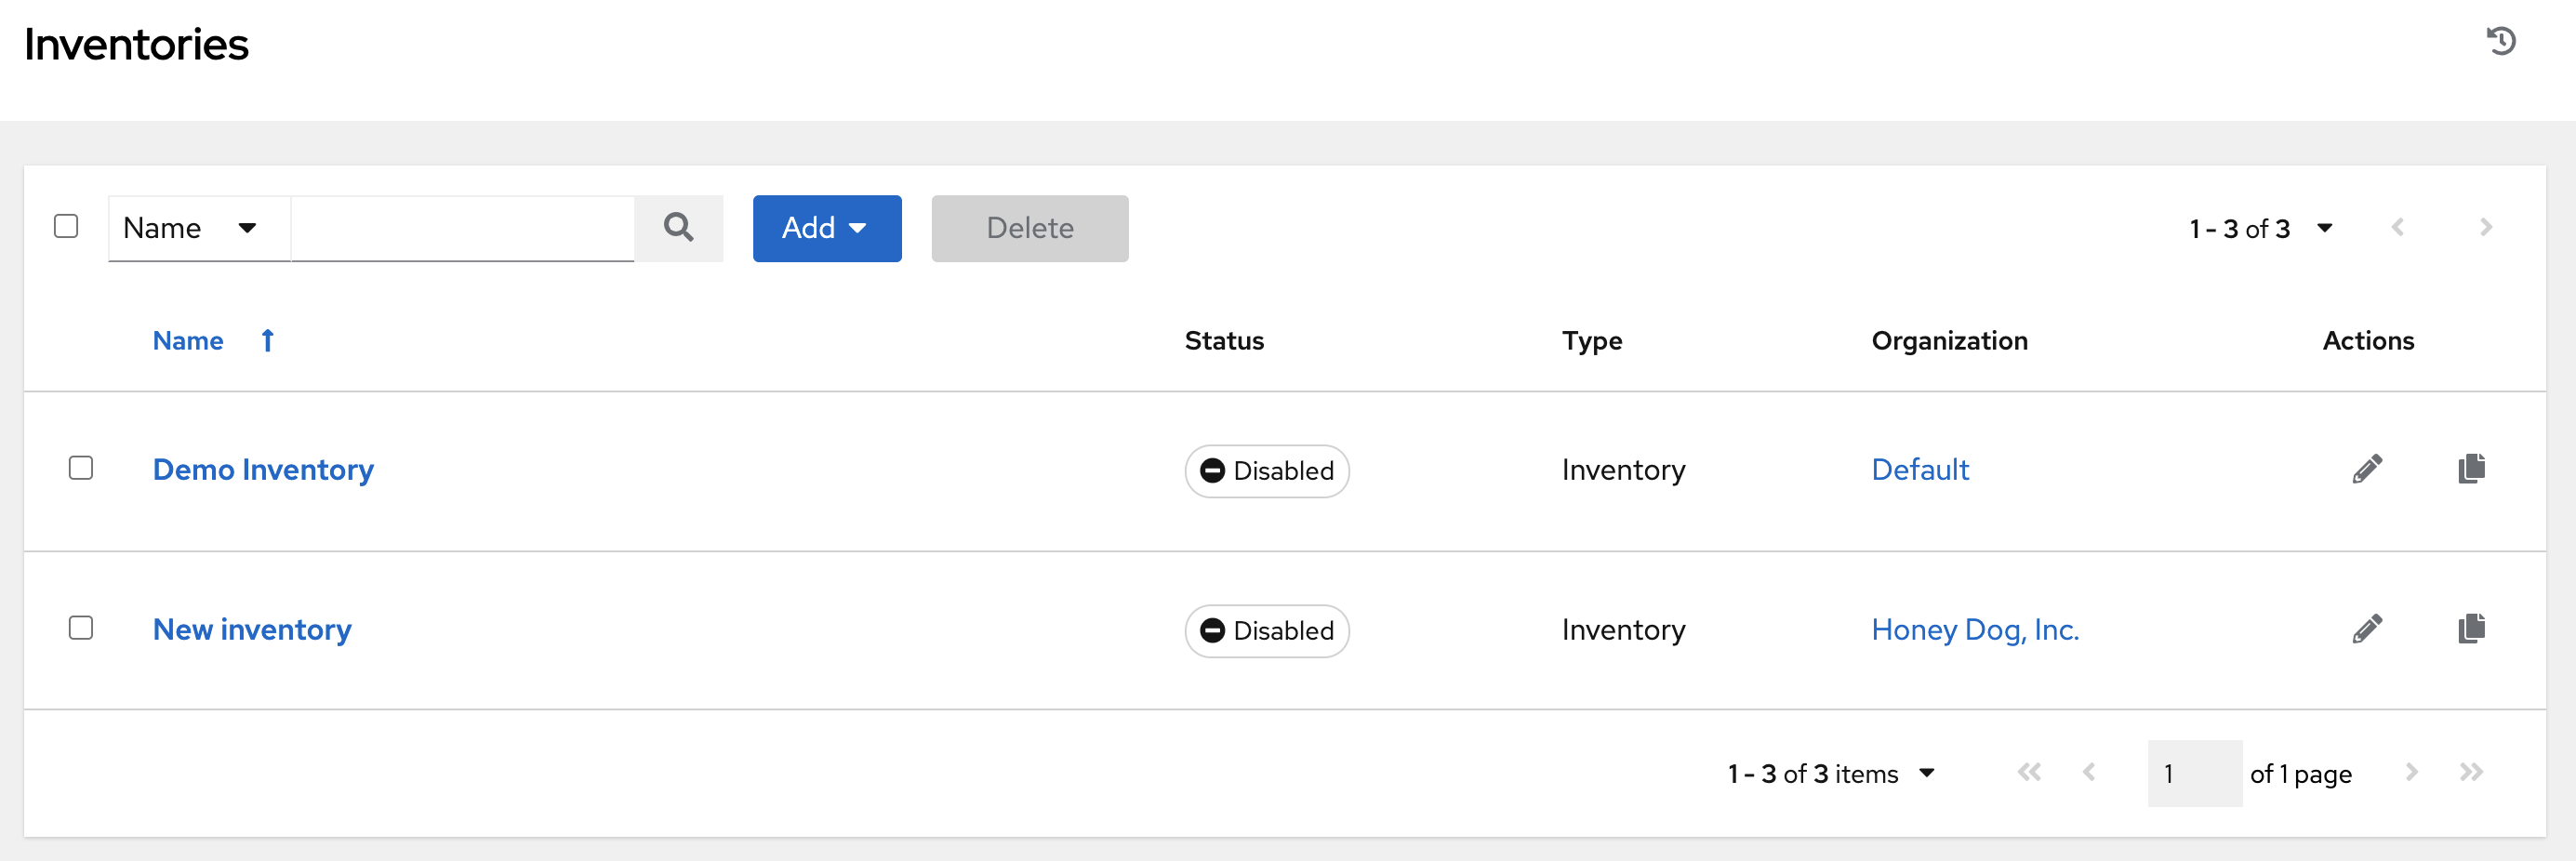 Inventories
Name Add Delete 1 - 3 of 3
Name Status Type Organization Actions
Demo Inventory Disabled Inventory Default
New inventory Disabled Inventory Honey Dog, Inc.
1 - 3 of 3 items 1 of 1 page